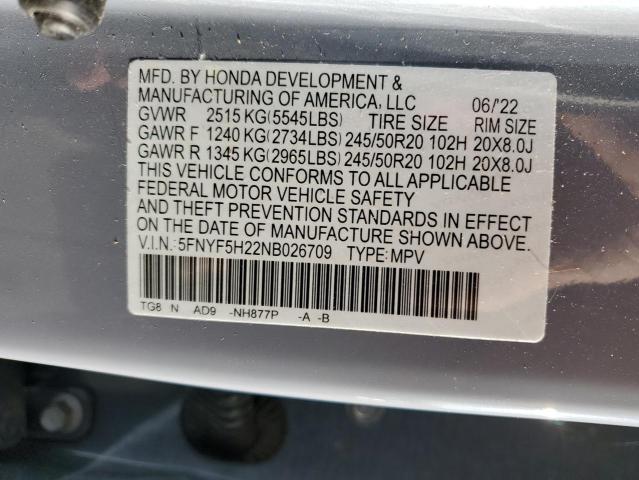 MFD. BY HONDA DEVELOPMENT &
MANUFACTURING OF AMERICA, LLC 06/'22
GVWR 2515 KG(5545LBS) TIRE SIZE RIM SIZE
GAWR F 1240 KG(2734LBS) 245/50R20 102H 20X8.0J
GAWR R 1345 KG(2965LBS) 245/50R20 102H 20X8.0J
THIS VEHICLE CONFORMS TO ALL APPLICABLE
FEDERAL MOTOR VEHICLE SAFETY
AND THEFT PREVENTION STANDARDS IN EFFECT
ON THE DATE OF MANUFACTURE SHOWN ABOVE.
V.I.N.:5FNYF5H22NB026709 TYPE:MPV
TG8 N AD9 -NH877P -A -B